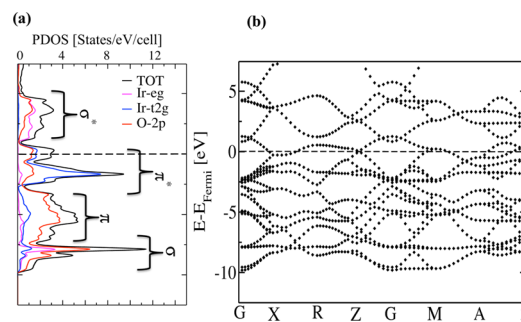 (a)
PDOS [States/eV/cell]
0 4 8 12
TOT
Ir-eg
Ir-t2g
O-2p
σ*
π*
π
σ
(b)
E-E_Fermi [eV]
5
0
-5
-10
G X R Z G M A